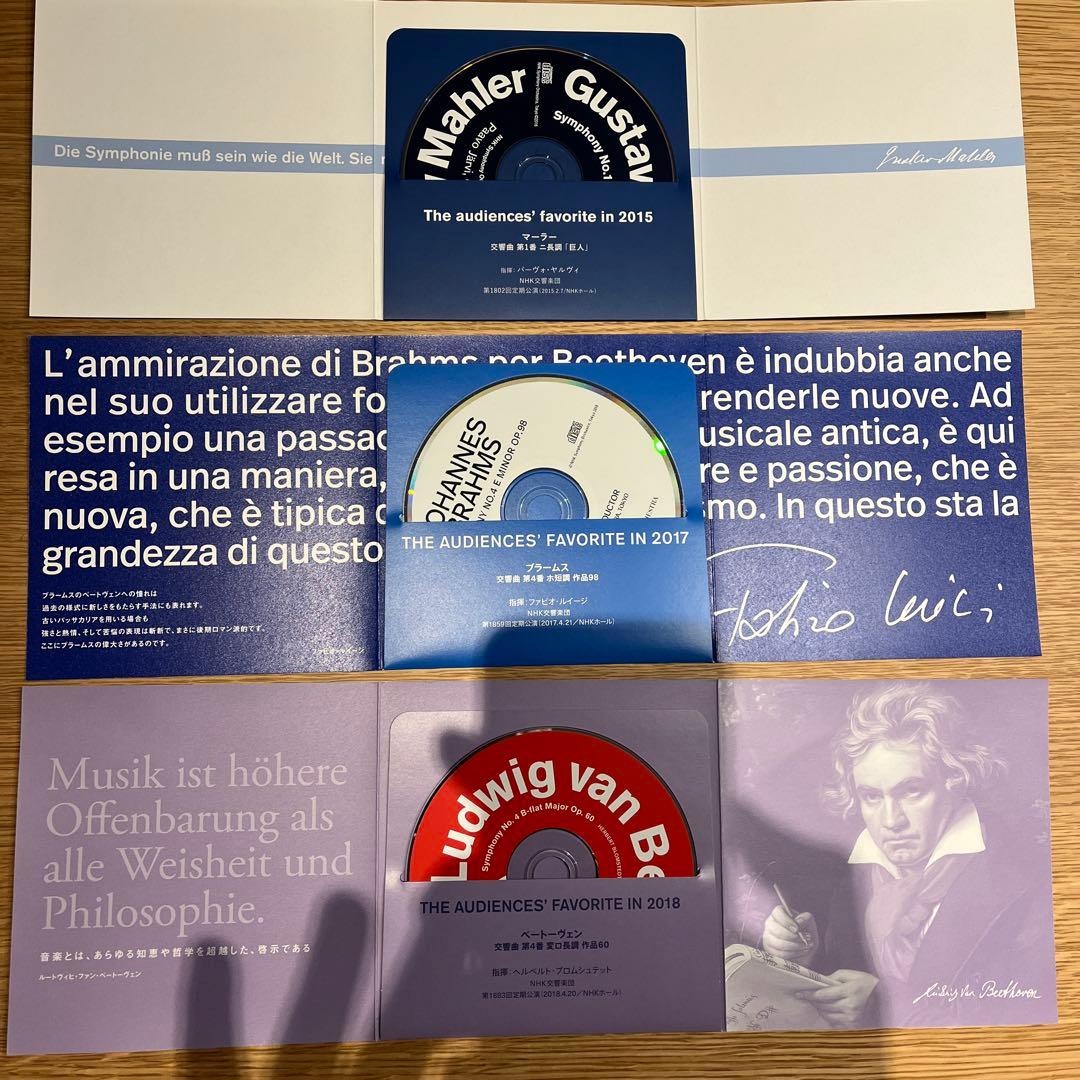 Die Symphonie muß sein wie die Welt. Sie
Gustav Mahler
Mahler
Gustav
Symphony No.1
Paavo Järvi,
The audiences' favorite in 2015
マーラー
交響曲 第1番 ニ長調「巨人」
指揮：パーヴォ・ヤルヴィ
NHK交響楽団
第1802回定期公演（2015.2.7/NHKホール）
L'ammirazione di Brahms per Beethoven è indubbia anche
nel suo utilizzare fo renderle nuove. Ad
esempio una passac usicale antica, è qui
resa in una maniera, re e passione, che è
nuova, che è tipica d smo. In questo sta la
grandezza di questo
ブラームスのベートーヴェンへの憧れは
過去の様式に新しさをもたらす手法にも表れます。
古いパッサカリアを用いる場合も
強さと熱情、そして苦悩の表現は斬新で、まさに後期ロマン派的です。
ここにブラームスの偉大さがあるのです。
ファビオ・ルイージ
OHANNES
BRAHMS
NY NO.4 E MINOR OP.98
DUCTOR
THE AUDIENCES' FAVORITE IN 2017
ブラームス
交響曲 第4番 ホ短調 作品98
指揮：ファビオ・ルイージ
NHK交響楽団
第1859回定期公演（2017.4.21／NHKホール）
Fabio Luisi
Musik ist höhere
Offenbarung als
alle Weisheit und
Philosophie.
音楽とは、あらゆる知恵や哲学を超越した、啓示である
ルートヴィヒ・ファン・ベートーヴェン
Ludwig van Be
Symphony No. 4 B-flat Major Op. 60
HERBERT BLOMSTEDT
THE AUDIENCES' FAVORITE IN 2018
ベートーヴェン
交響曲 第4番 変ロ長調 作品60
指揮：ヘルベルト・ブロムシュテット
NHK交響楽団
第1883回定期公演（2018.4.20／NHKホール）
Ludwig van Beethoven